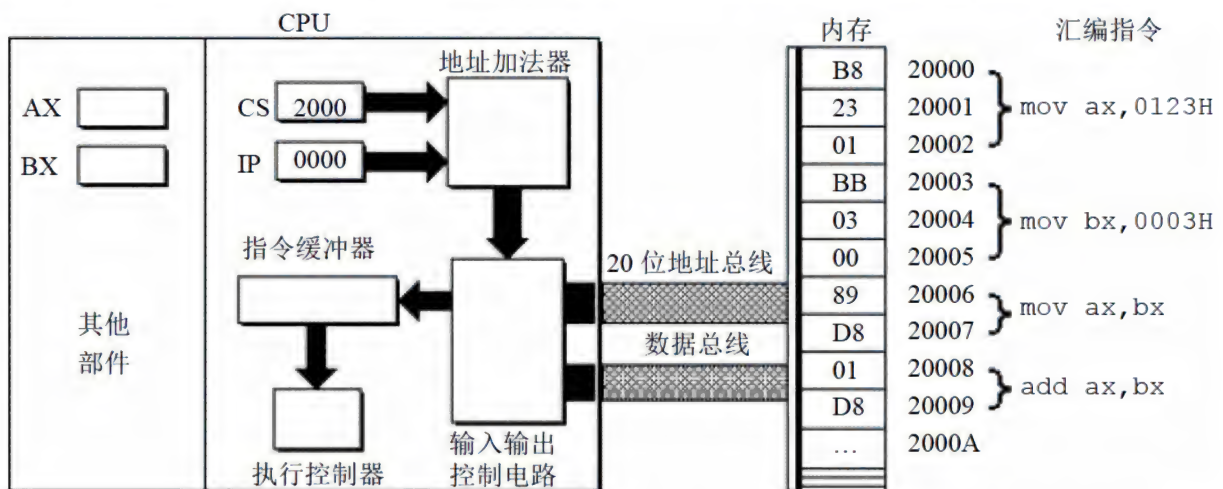 CPU
内存
汇编指令
地址加法器
AX
BX
CS
2000
IP
0000
指令缓冲器
其他
部件
执行控制器
输入输出
控制电路
20 位地址总线
数据总线
B8
20000
23
20001
mov ax,0123H
01
20002
BB
20003
03
20004
mov bx,0003H
00
20005
89
20006
mov ax,bx
D8
20007
01
20008
add ax,bx
D8
20009
…
2000A